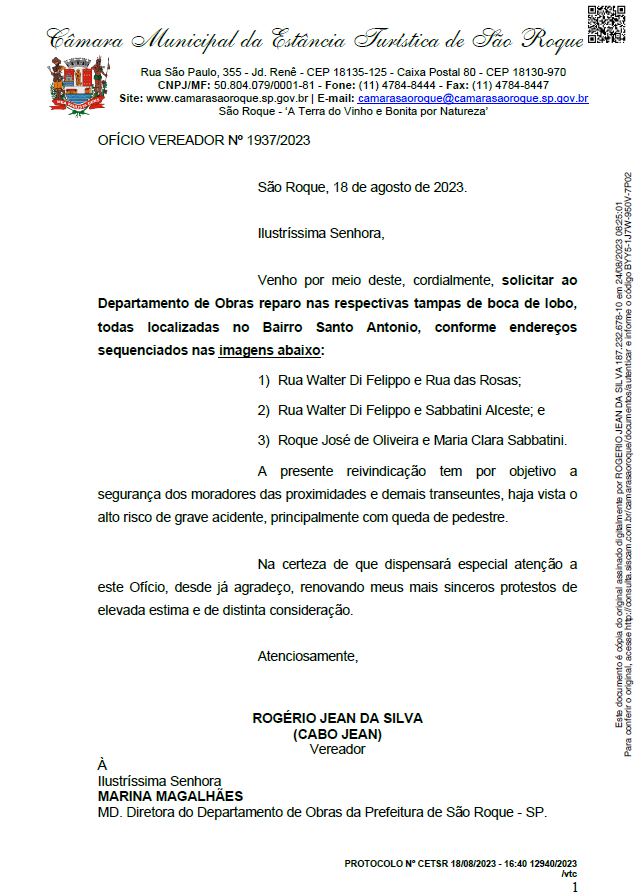 Câmara Municipal da Estância Turística de São Roque
Rua São Paulo, 355 - Jd. Renê - CEP 18135-125 - Caixa Postal 80 - CEP 18130-970
CNPJ/MF: 50.804.079/0001-81 - Fone: (11) 4784-8444 - Fax: (11) 4784-8447
Site: www.camarasaoroque.sp.gov.br | E-mail: camarasaoroque@camarasaoroque.sp.gov.br
São Roque - ‘A Terra do Vinho e Bonita por Natureza’
OFÍCIO VEREADOR Nº 1937/2023
São Roque, 18 de agosto de 2023.
Ilustríssima Senhora,
Venho por meio deste, cordialmente, solicitar ao
Departamento de Obras reparo nas respectivas tampas de boca de lobo,
todas localizadas no Bairro Santo Antonio, conforme endereços
sequenciados nas imagens abaixo:
1) Rua Walter Di Felippo e Rua das Rosas;
2) Rua Walter Di Felippo e Sabbatini Alceste; e
3) Roque José de Oliveira e Maria Clara Sabbatini.
A presente reivindicação tem por objetivo a
segurança dos moradores das proximidades e demais transeuntes, haja vista o
alto risco de grave acidente, principalmente com queda de pedestre.
Na certeza de que dispensará especial atenção a
este Ofício, desde já agradeço, renovando meus mais sinceros protestos de
elevada estima e de distinta consideração.
Atenciosamente,
ROGÉRIO JEAN DA SILVA
(CABO JEAN)
Vereador
À
Ilustríssima Senhora
MARINA MAGALHÃES
MD. Diretora do Departamento de Obras da Prefeitura de São Roque - SP.
PROTOCOLO Nº CETSR 18/08/2023 - 16:40 12940/2023
/vtc
1
Este documento é cópia do original assinado digitalmente por ROGERIO JEAN DA SILVA 187.232.678-10 em 24/08/2023 08:25:01
Para conferir o original, acesse http://consulta.siscam.com.br/camarasaoroque/documentos/autenticar e informe o código BYY5-1J7W-950V-7P02